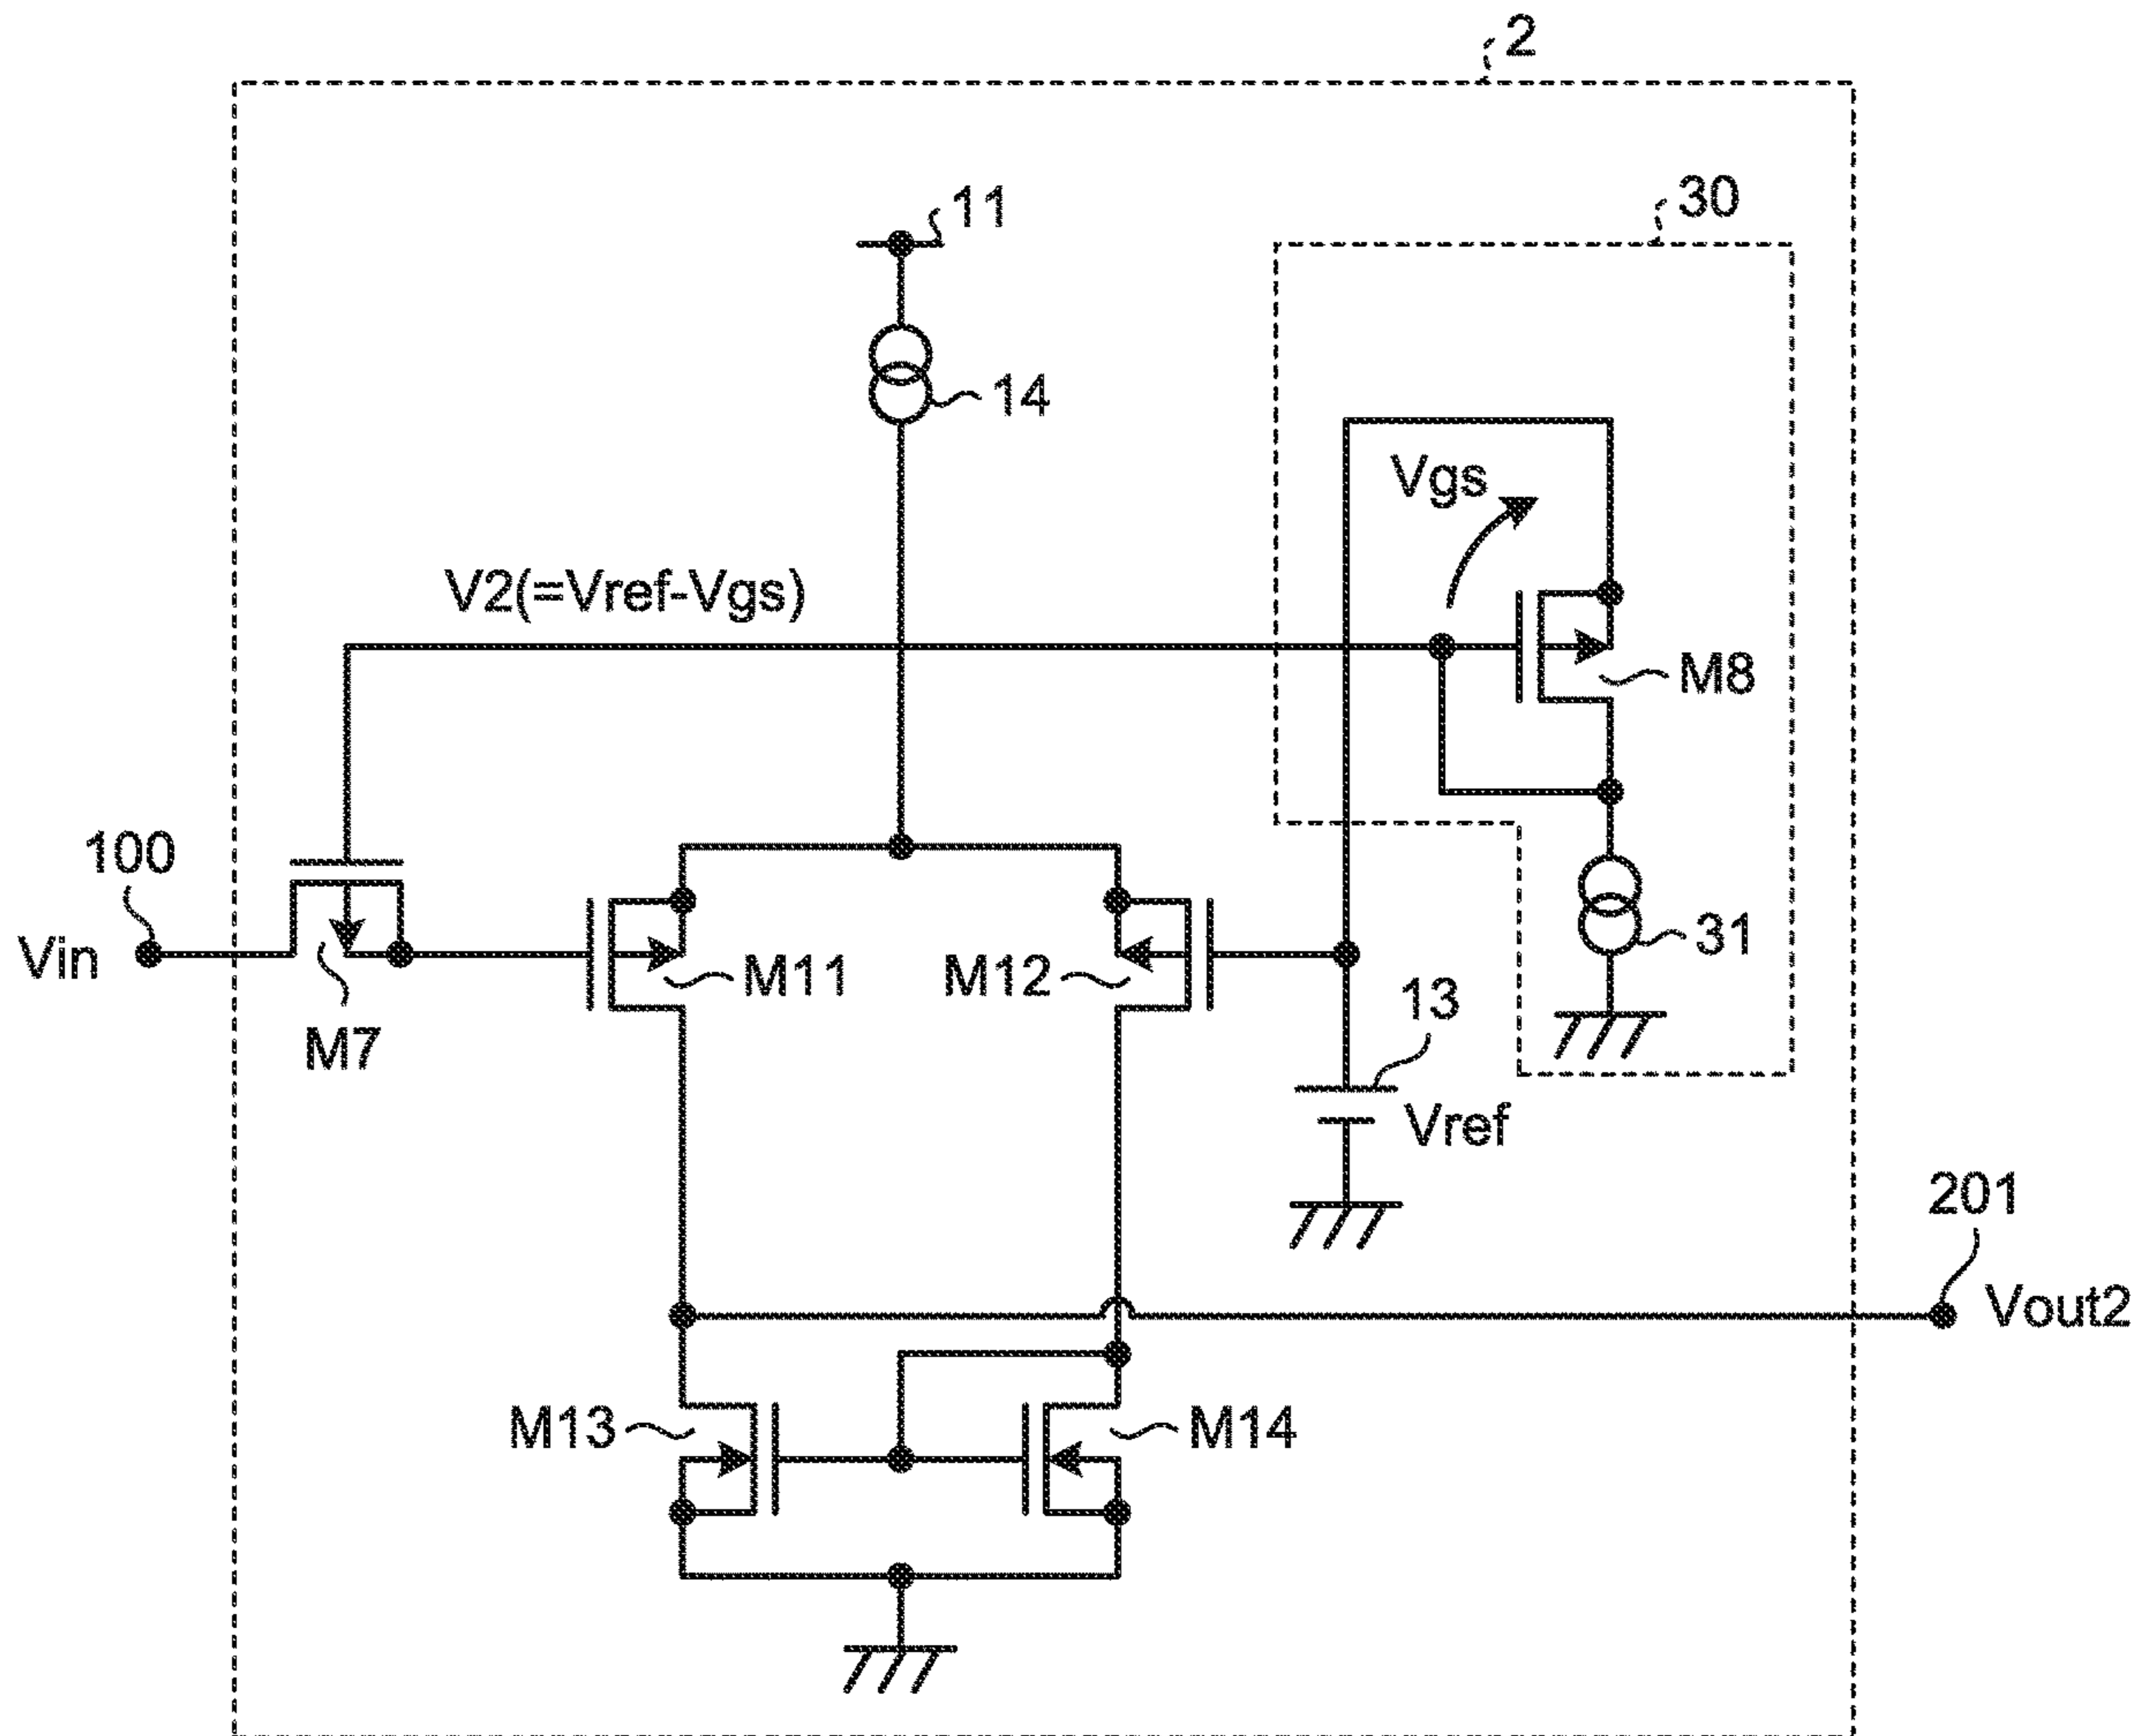 2
30
11
14
Vgs
V2(=Vref-Vgs)
M8
100
Vin
M7
M11
M12
13
31
Vref
201
Vout2
M13
M14